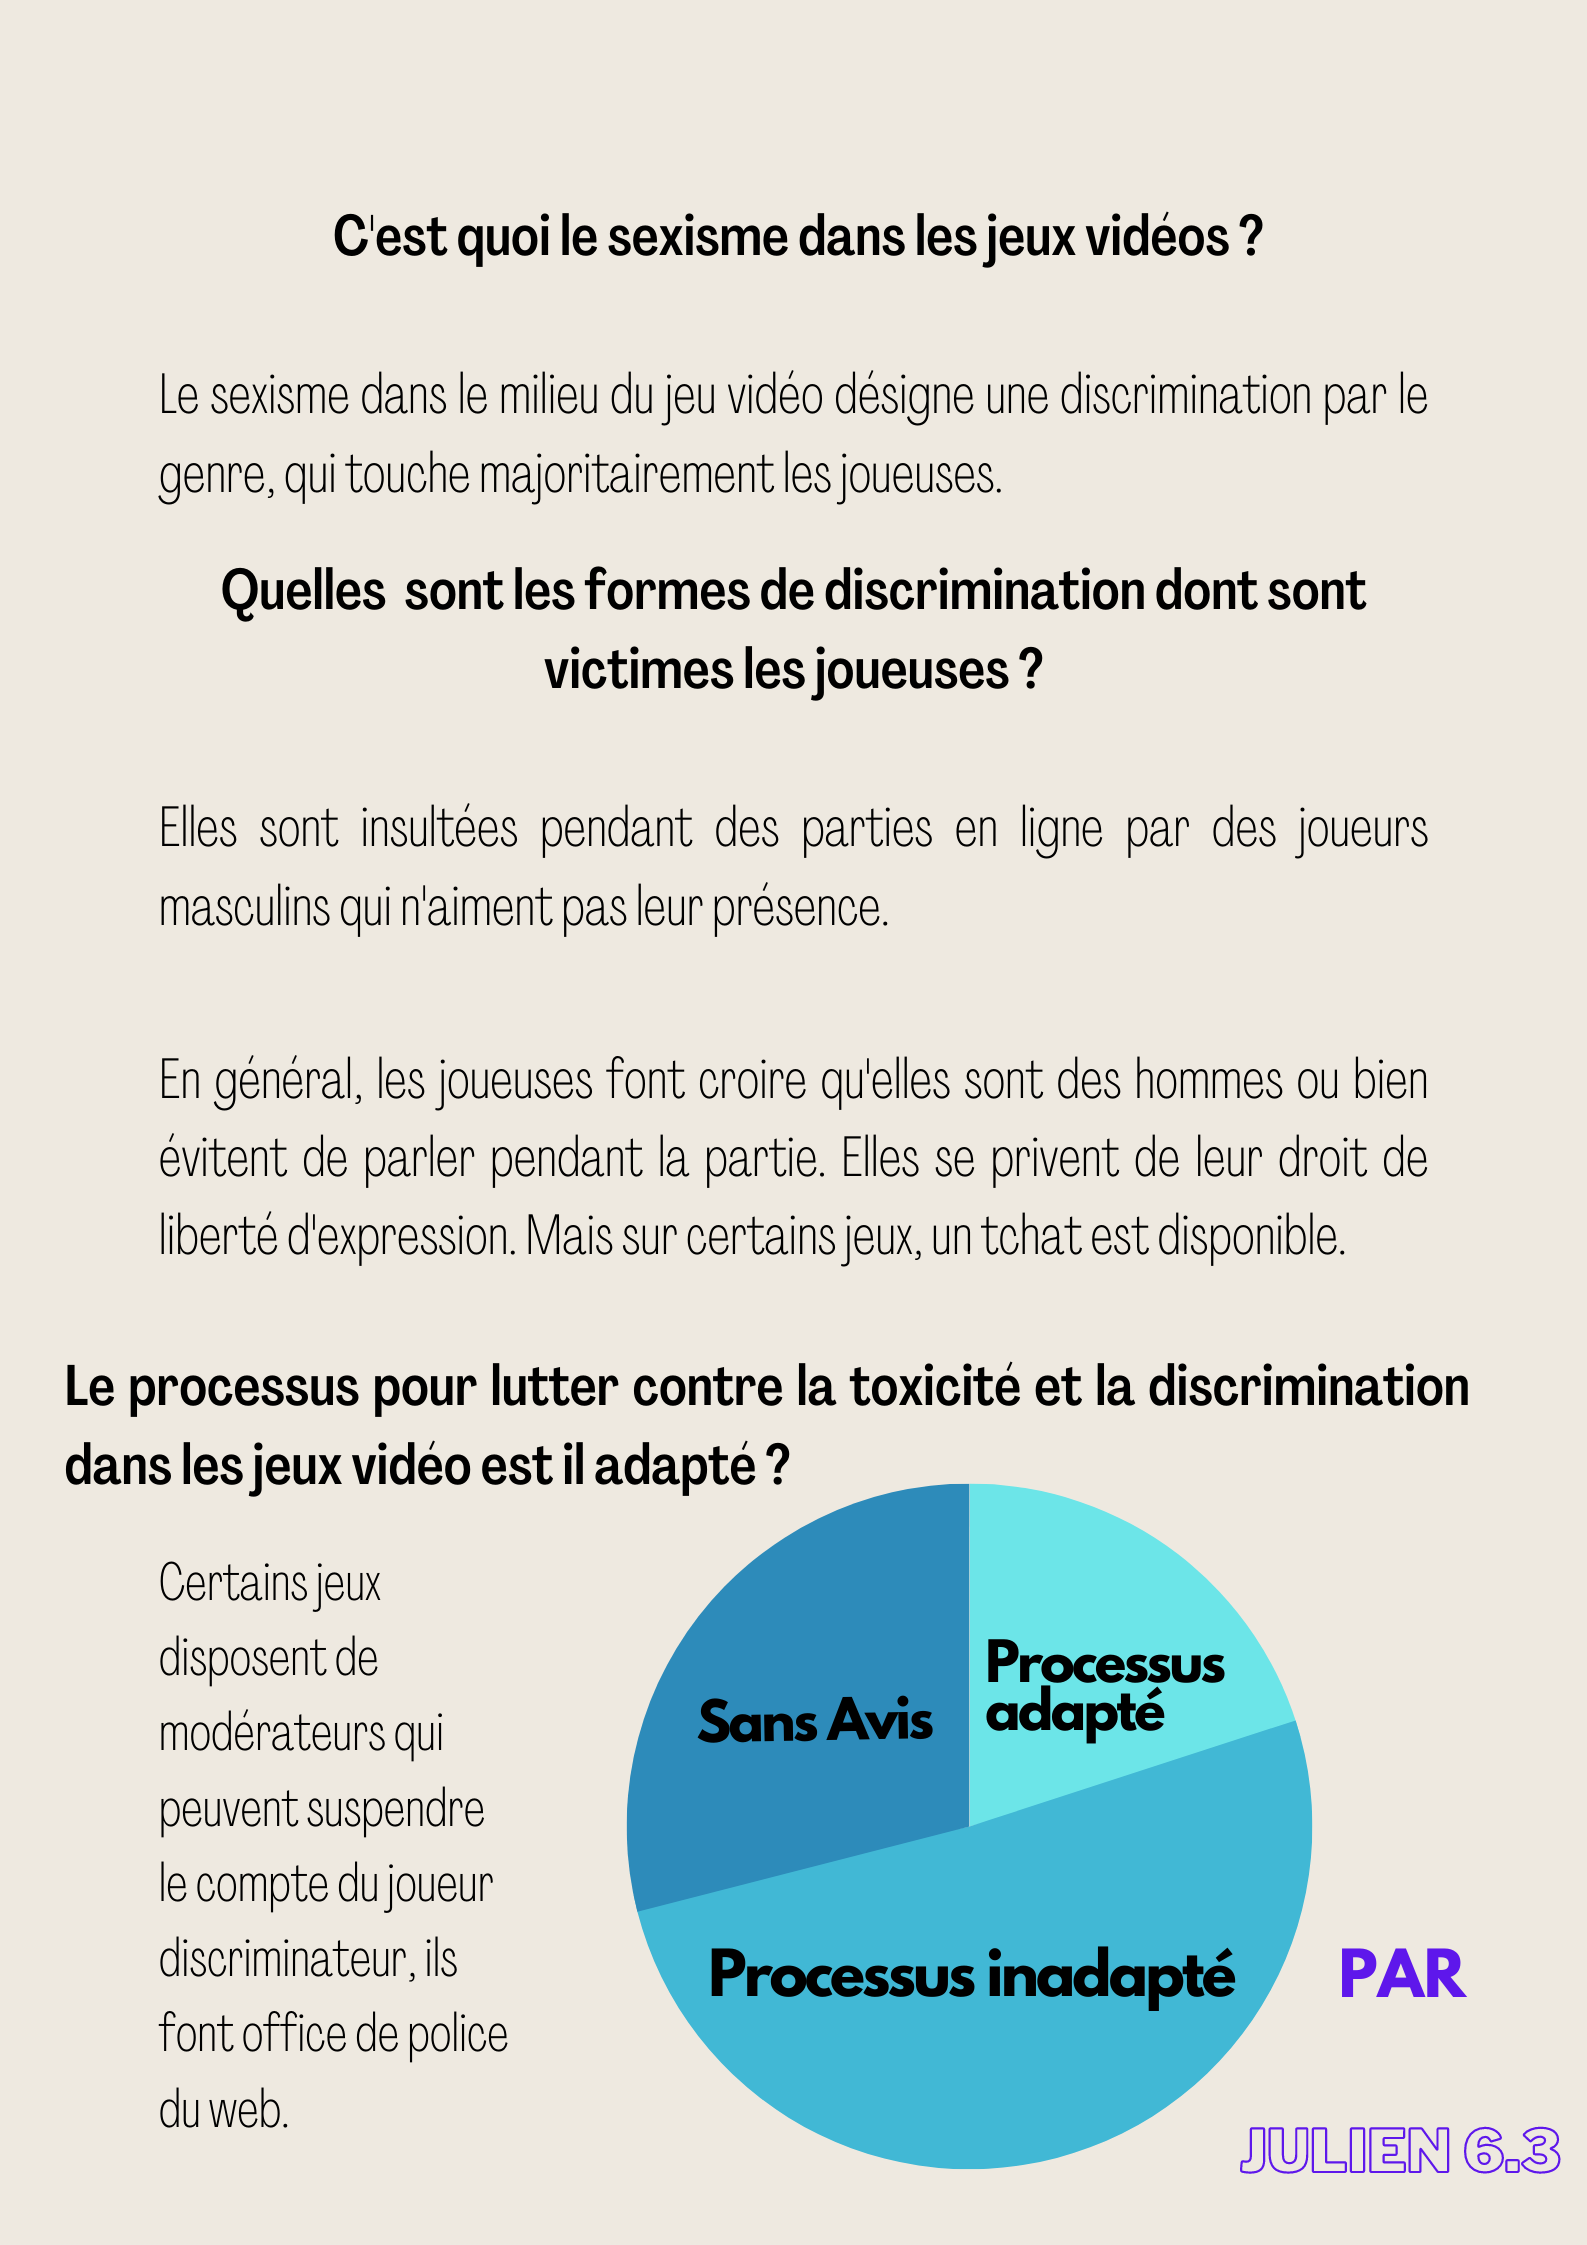 C'est quoi le sexisme dans les jeux vidéos ?
Le sexisme dans le milieu du jeu vidéo désigne une discrimination par le
genre, qui touche majoritairement les joueuses.
Quelles  sont les formes de discrimination dont sont
victimes les joueuses ?
Elles sont insultées pendant des parties en ligne par des joueurs
masculins qui n'aiment pas leur présence.
En général, les joueuses font croire qu'elles sont des hommes ou bien
évitent de parler pendant la partie. Elles se privent de leur droit de
liberté d'expression. Mais sur certains jeux, un tchat est disponible.
Le processus pour lutter contre la toxicité et la discrimination
dans les jeux vidéo est il adapté ?
Certains jeux
disposent de
modérateurs qui
peuvent suspendre
le compte du joueur
discriminateur, ils
font office de police
du web.
Processus
adapté
Sans Avis
Processus inadapté
PAR
JULIEN 6.3